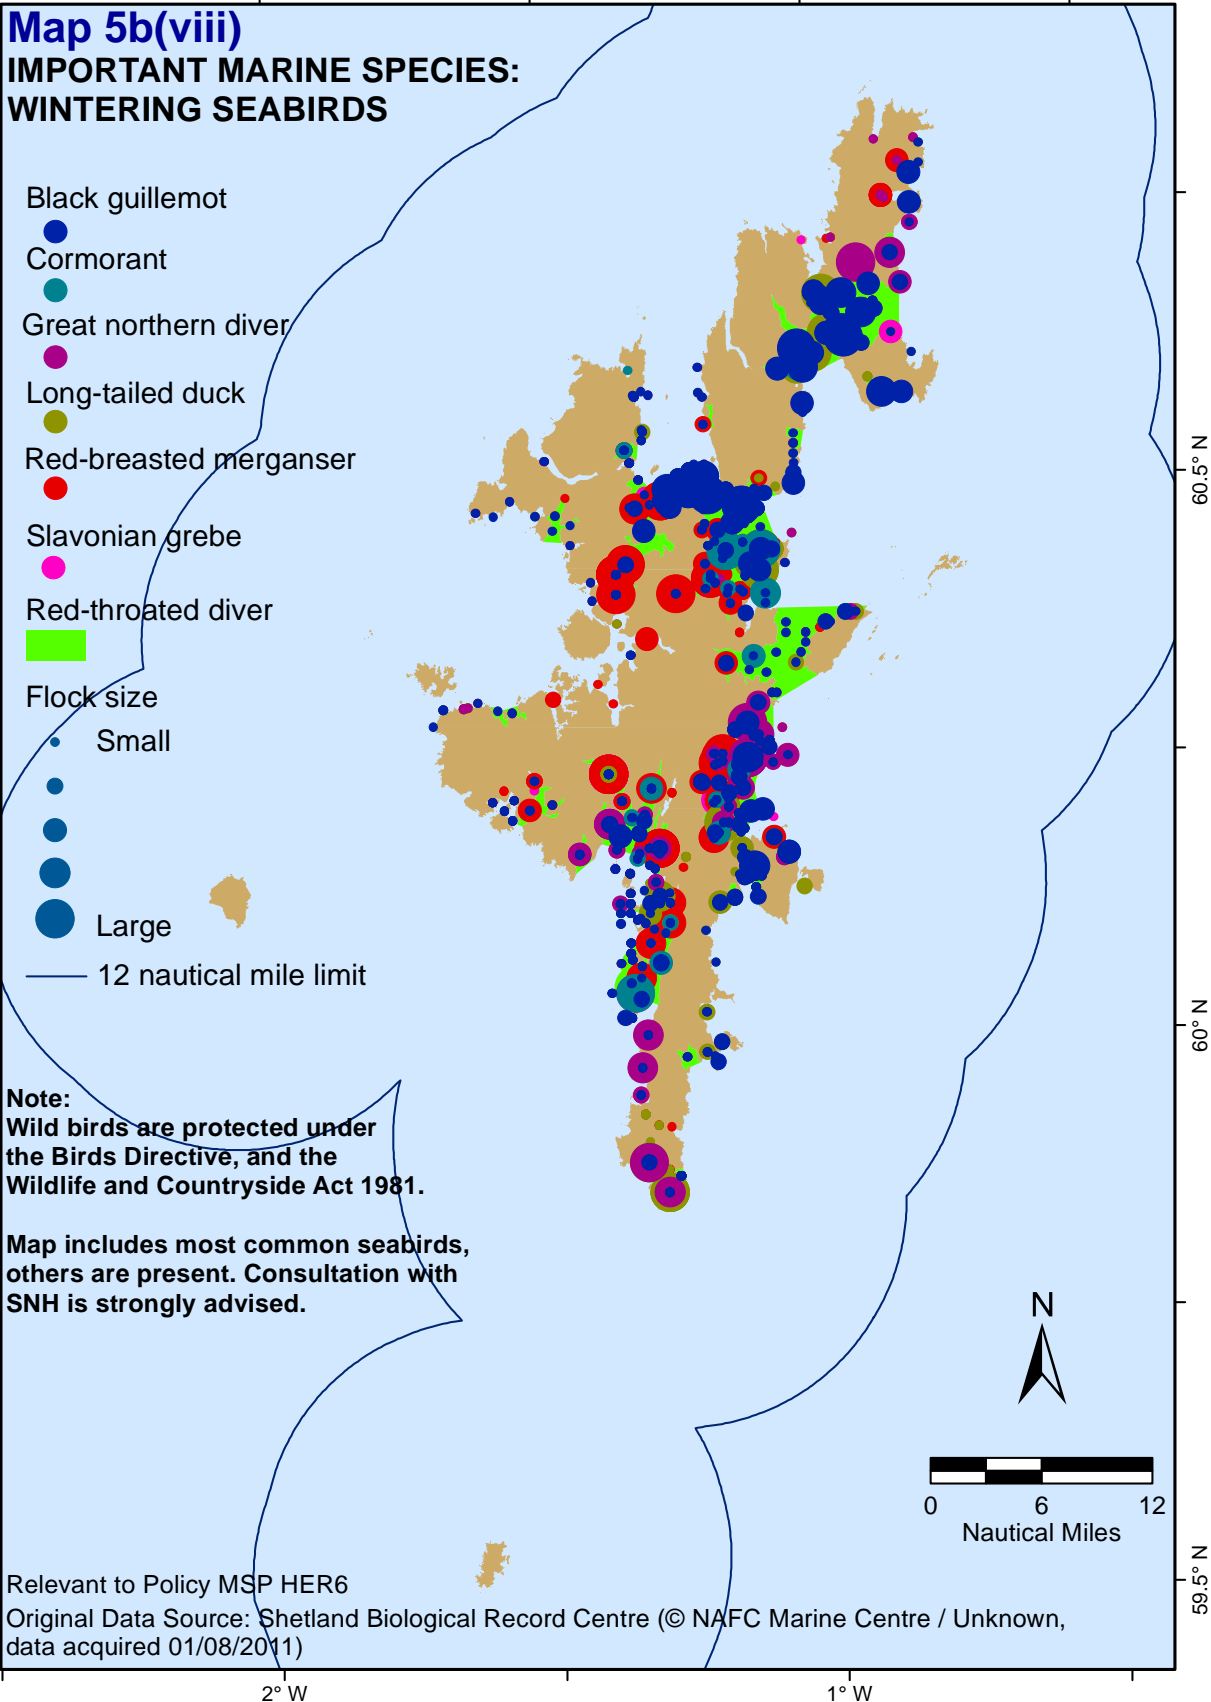 Map 5b(viii)
IMPORTANT MARINE SPECIES:
WINTERING SEABIRDS
Black guillemot
Cormorant
Great northern diver
Long-tailed duck
Red-breasted merganser
Slavonian grebe
Red-throated diver
Flock size
Small
Large
12 nautical mile limit
60.5° N
60° N
59.5° N
Note:
Wild birds are protected under
the Birds Directive, and the
Wildlife and Countryside Act 1981.
Map includes most common seabirds,
others are present. Consultation with
SNH is strongly advised.
N
0 6 12
Nautical Miles
Relevant to Policy MSP HER6
Original Data Source: Shetland Biological Record Centre (© NAFC Marine Centre / Unknown,
data acquired 01/08/2011)
2° W 1° W